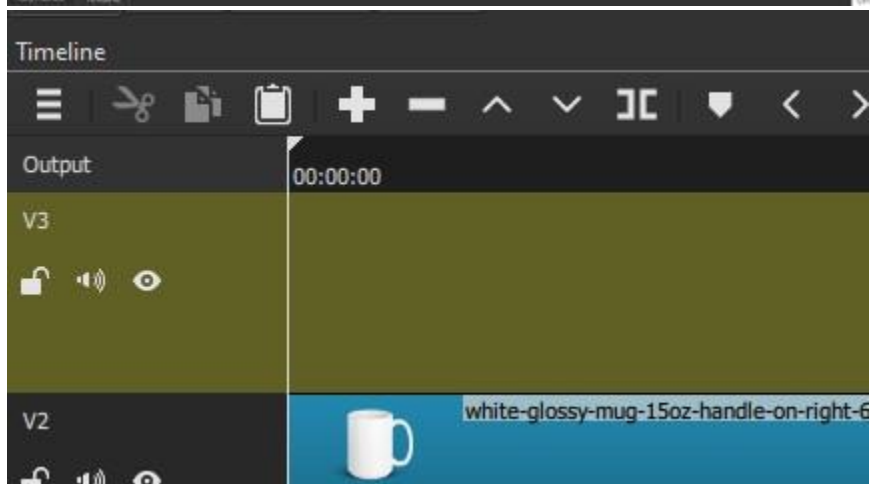 Timeline
Output
00:00:00
V3
V2
white-glossy-mug-15oz-handle-on-right-6